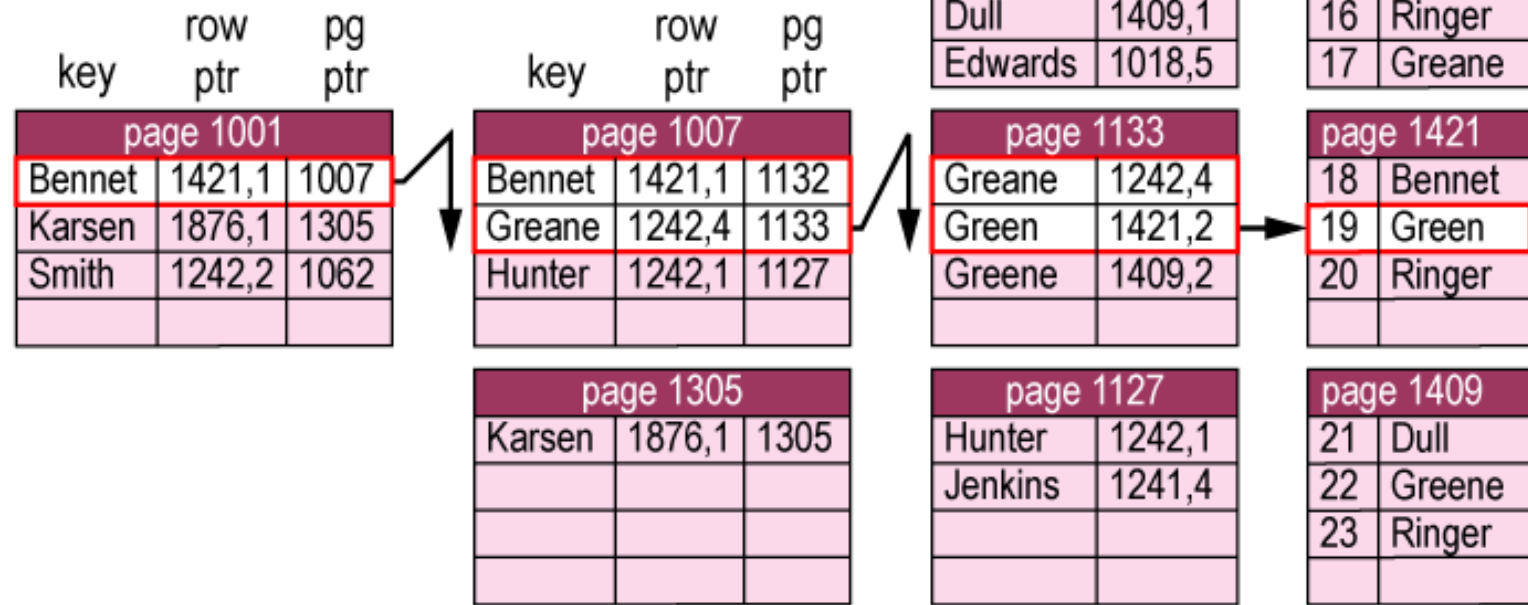 row pg
key ptr ptr
page 1001
Bennet 1421,1 1007
Karsen 1876,1 1305
Smith 1242,2 1062
row pg
key ptr ptr
page 1007
Bennet 1421,1 1132
Greane 1242,4 1133
Hunter 1242,1 1127
page 1305
Karsen 1876,1 1305
Dull 1409,1
Edwards 1018,5
page 1133
Greane 1242,4
Green 1421,2
Greene 1409,2
page 1127
Hunter 1242,1
Jenkins 1241,4
16 Ringer
17 Greane
page 1421
18 Bennet
19 Green
20 Ringer
page 1409
21 Dull
22 Greene
23 Ringer